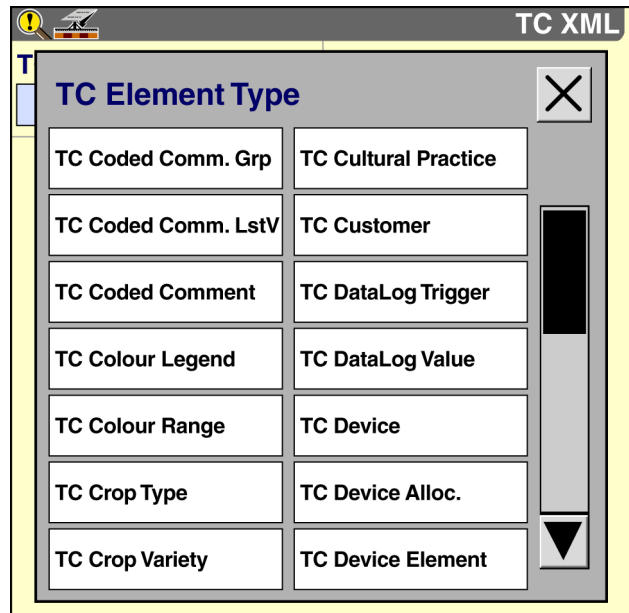 TC XML
T
TC Element Type
TC Coded Comm. Grp
TC Cultural Practice
TC Coded Comm. LstV
TC Customer
TC Coded Comment
TC DataLog Trigger
TC Colour Legend
TC DataLog Value
TC Colour Range
TC Device
TC Crop Type
TC Device Alloc.
TC Crop Variety
TC Device Element